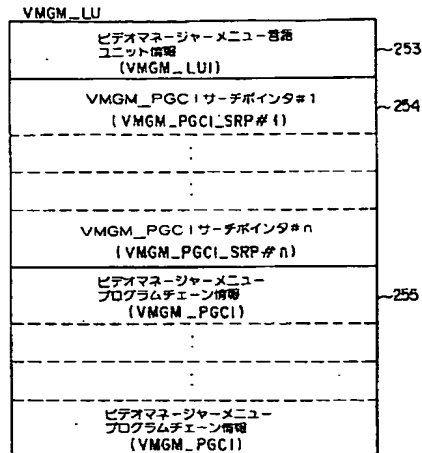 VMGM_LU
ビデオマネージャーメニュー言語
ユニット情報
(VMGM_LUI)
253
VMGM_PGCIサーチポインタ#1
(VMGM_PGCI_SRP#1)
254
VMGM_PGCIサーチポインタ#n
(VMGM_PGCI_SRP#n)
ビデオマネージャーメニュー
プログラムチェーン情報
(VMGM_PGCI)
255
ビデオマネージャーメニュー
プログラムチェーン情報
(VMGM_PGCI)